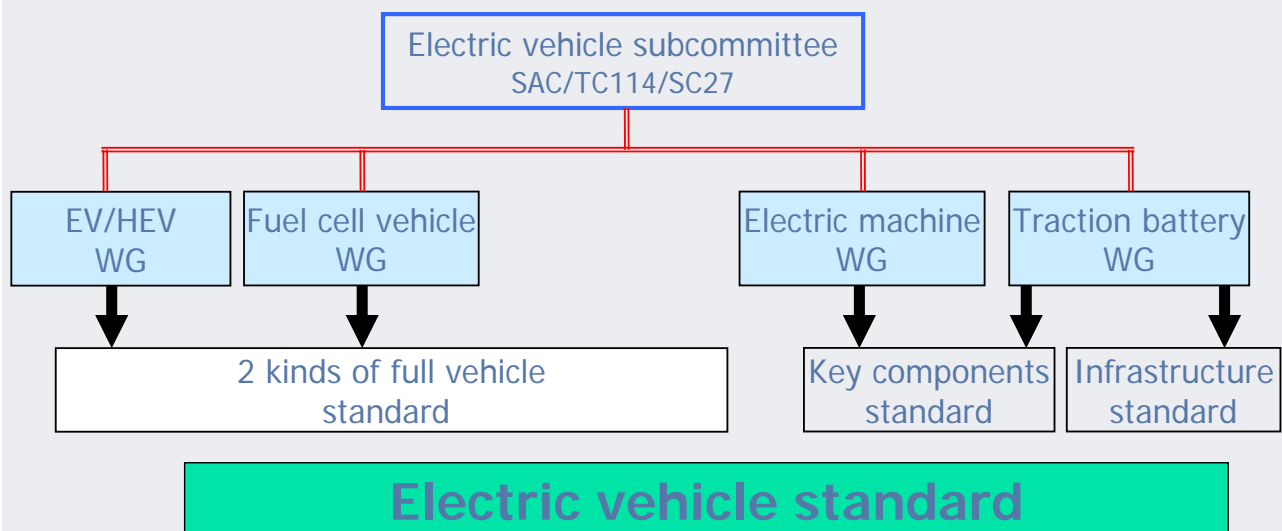 Electric vehicle subcommittee
SAC/TC114/SC27
EV/HEV
WG
Fuel cell vehicle
WG
Electric machine
WG
Traction battery
WG
2 kinds of full vehicle
standard
Key components
standard
Infrastructure
standard
Electric vehicle standard